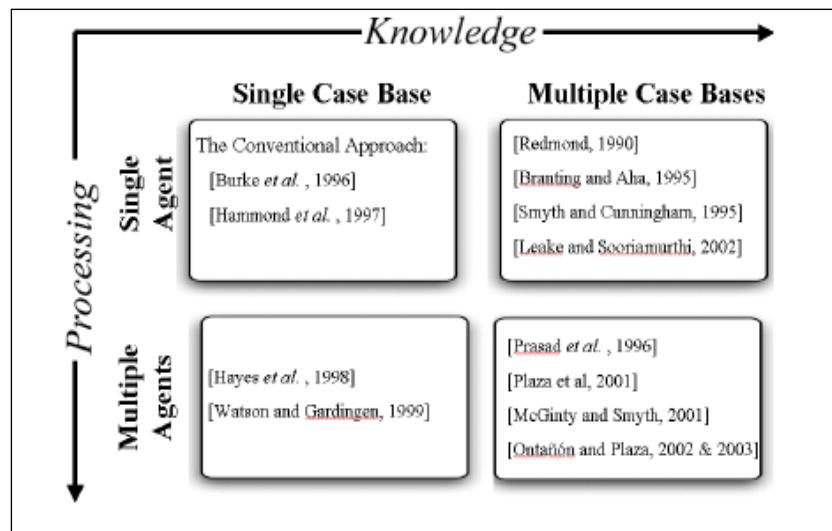 Knowledge
Single Case Base
Multiple Case Bases
Processing
Single
Agent
The Conventional Approach:
[Burke et al. , 1996]
[Hammond et al. , 1997]
[Redmond, 1990]
[Branting and Aha, 1995]
[Smyth and Cunningham, 1995]
[Leake and Sooriamurthi, 2002]
Multiple
Agents
[Hayes et al. , 1998]
[Watson and Gardingen, 1999]
[Prasad et al. , 1996]
[Plaza et al, 2001]
[McGinty and Smyth, 2001]
[Ontañón and Plaza, 2002 & 2003]